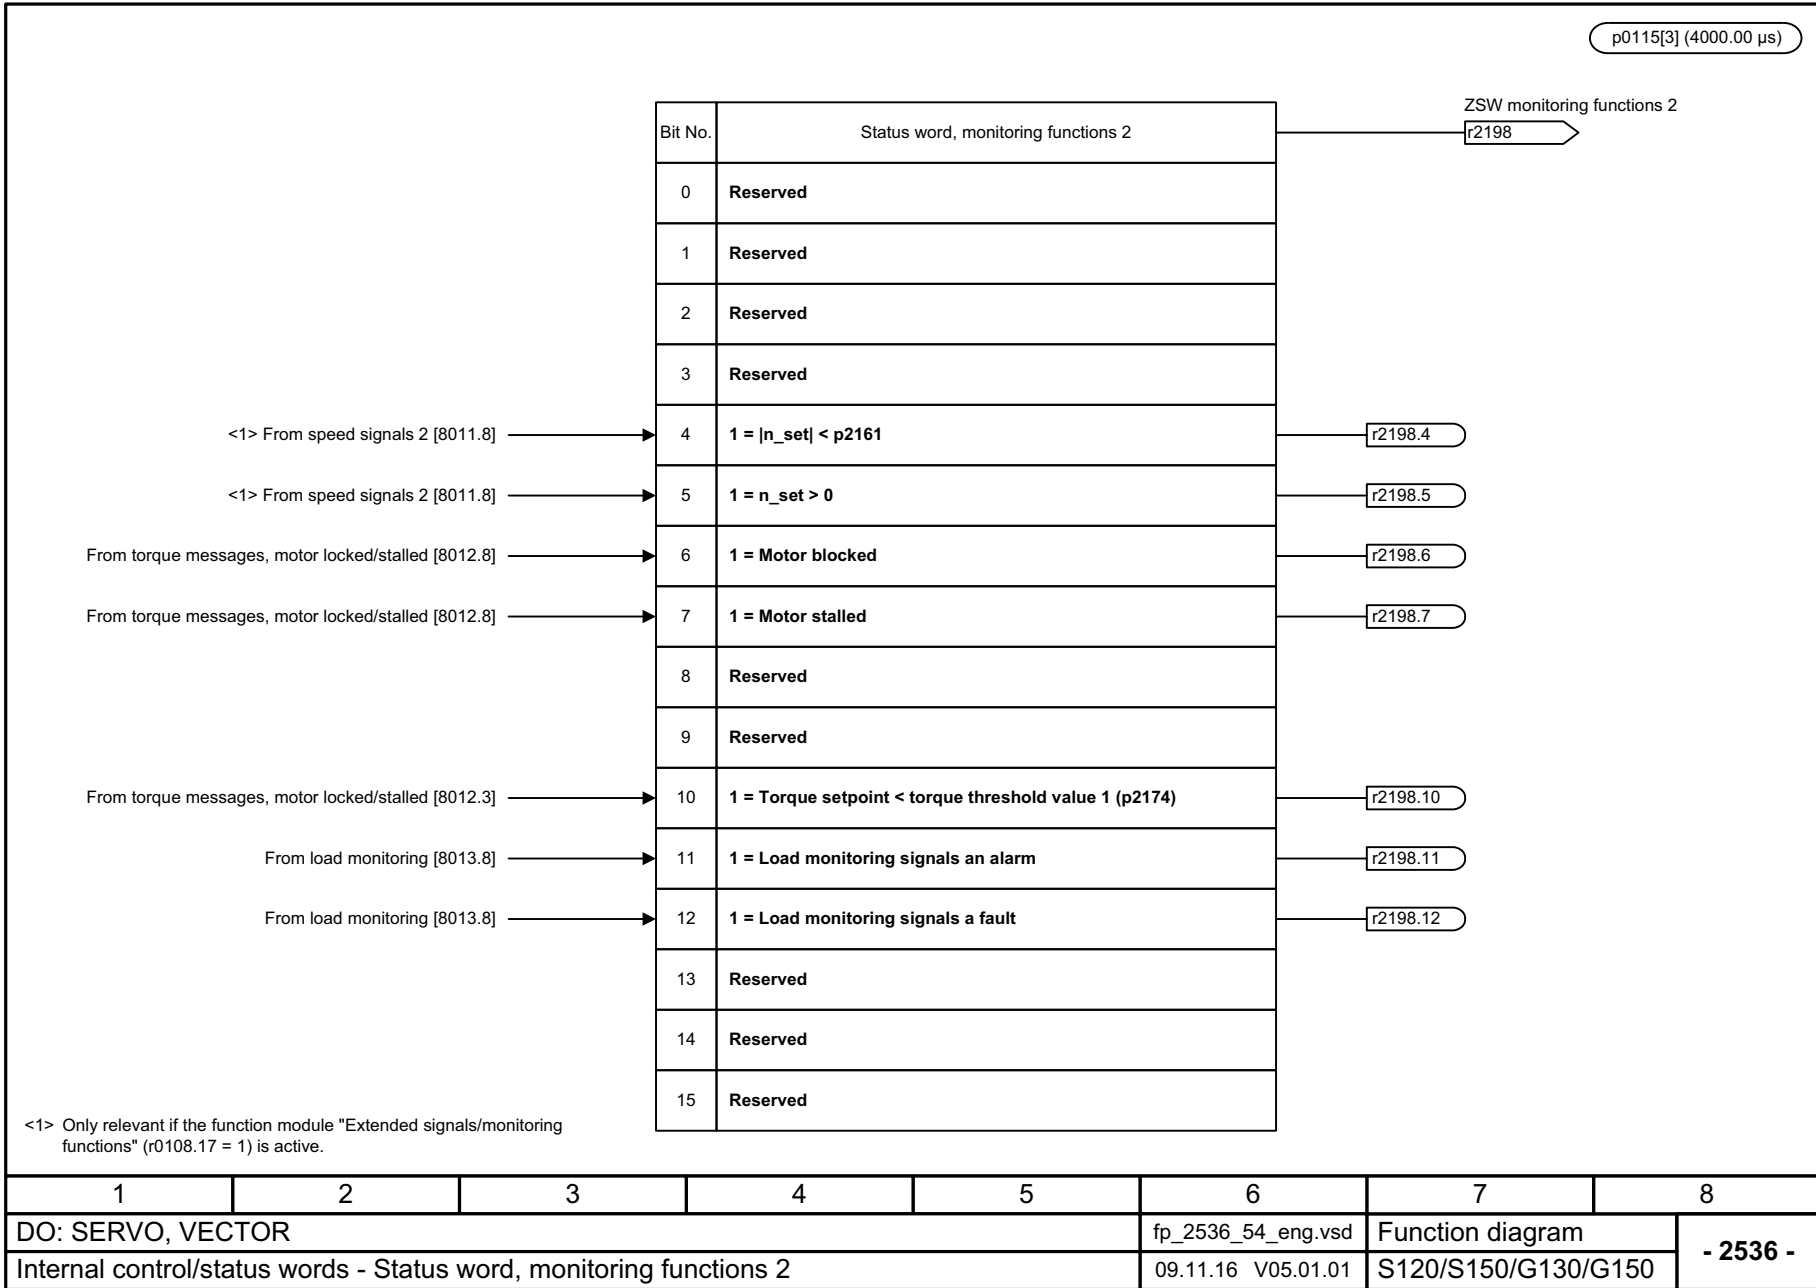 p0115[3] (4000.00 µs)
ZSW monitoring functions 2
Bit No. Status word, monitoring functions 2 r2198
0 Reserved
1 Reserved
2 Reserved
3 Reserved
<1> From speed signals 2 [8011.8] 4 1 = |n_set| < p2161 r2198.4
<1> From speed signals 2 [8011.8] 5 1 = n_set > 0 r2198.5
From torque messages, motor locked/stalled [8012.8] 6 1 = Motor blocked r2198.6
From torque messages, motor locked/stalled [8012.8] 7 1 = Motor stalled r2198.7
8 Reserved
9 Reserved
From torque messages, motor locked/stalled [8012.3] 10 1 = Torque setpoint < torque threshold value 1 (p2174) r2198.10
From load monitoring [8013.8] 11 1 = Load monitoring signals an alarm r2198.11
From load monitoring [8013.8] 12 1 = Load monitoring signals a fault r2198.12
13 Reserved
14 Reserved
15 Reserved
<1> Only relevant if the function module "Extended signals/monitoring
functions" (r0108.17 = 1) is active.
1 2 3 4 5 6 7 8
DO: SERVO, VECTOR fp_2536_54_eng.vsd Function diagram
- 2536 -
Internal control/status words - Status word, monitoring functions 2 09.11.16 V05.01.01 S120/S150/G130/G150